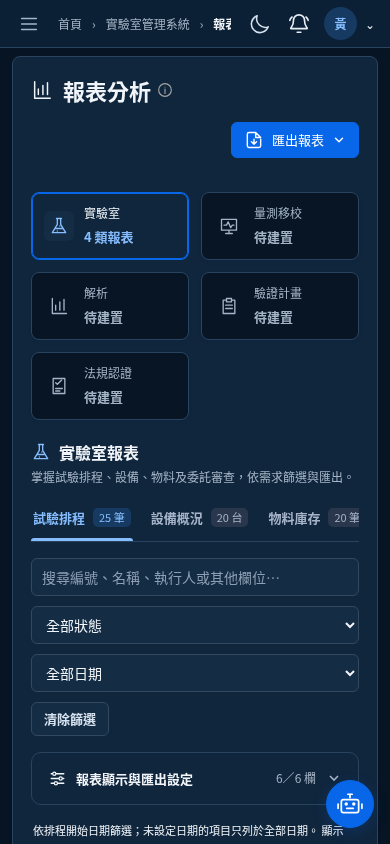 首頁 › 實驗室管理系統 › 報 黃
報表分析
匯出報表
實驗室
4 類報表
量測移校
待建置
解析
待建置
驗證計畫
待建置
法規認證
待建置
實驗室報表
掌握試驗排程、設備、物料及委託審查，依需求篩選與匯出。
試驗排程 25 筆 設備概況 20 台 物料庫存 20 筆
搜尋編號、名稱、執行人或其他欄位…
全部狀態
全部日期
清除篩選
報表顯示與匯出設定 6／6 欄
依排程開始日期篩選；未設定日期的項目只列於全部日期。 顯示